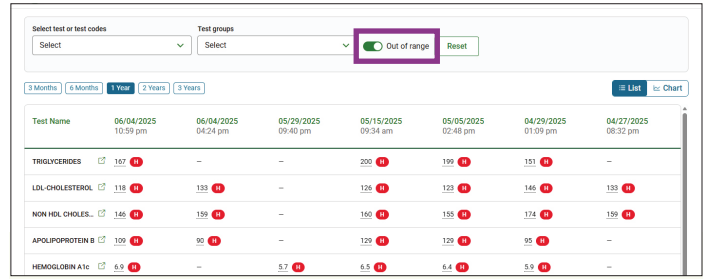 Select test or test codes Test groups
Select Select Out of range Reset
3 Months 6 Months 1 Year 2 Years 3 Years List Chart
Test Name 06/04/2025 06/04/2025 05/29/2025 05/15/2025 05/05/2025 04/29/2025 04/27/2025
10:59 pm 04:24 pm 09:40 pm 09:34 am 02:48 pm 01:09 pm 08:32 pm
TRIGLYCERIDES 167 H – – 200 H 199 H 151 H –
LDL-CHOLESTEROL 118 H 133 H – 126 H 123 H 146 H 133 H
NON HDL CHOLES... 146 H 159 H – 160 H 155 H 174 H 159 H
APOLIPOPROTEIN B 109 H 90 H – 129 H 129 H 95 H –
HEMOGLOBIN A1c 6.9 H – 5.7 H 6.5 H 6.4 H 5.9 H –